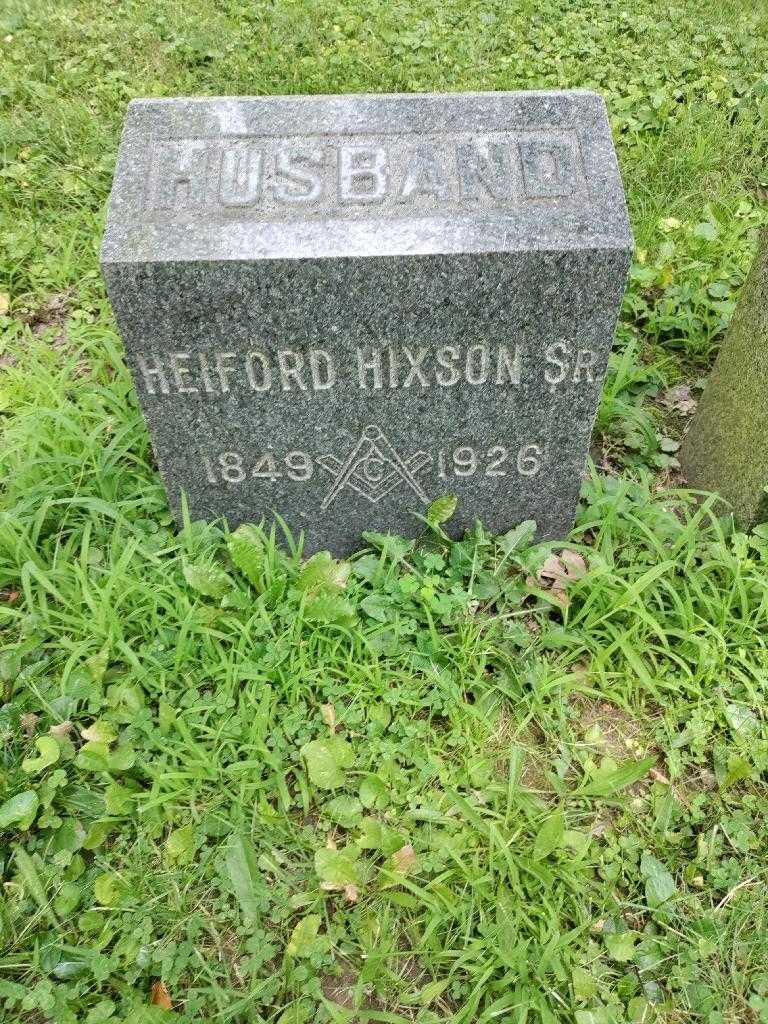 HUSBAND
HEIFORD HIXSON SR.
1849 G 1926